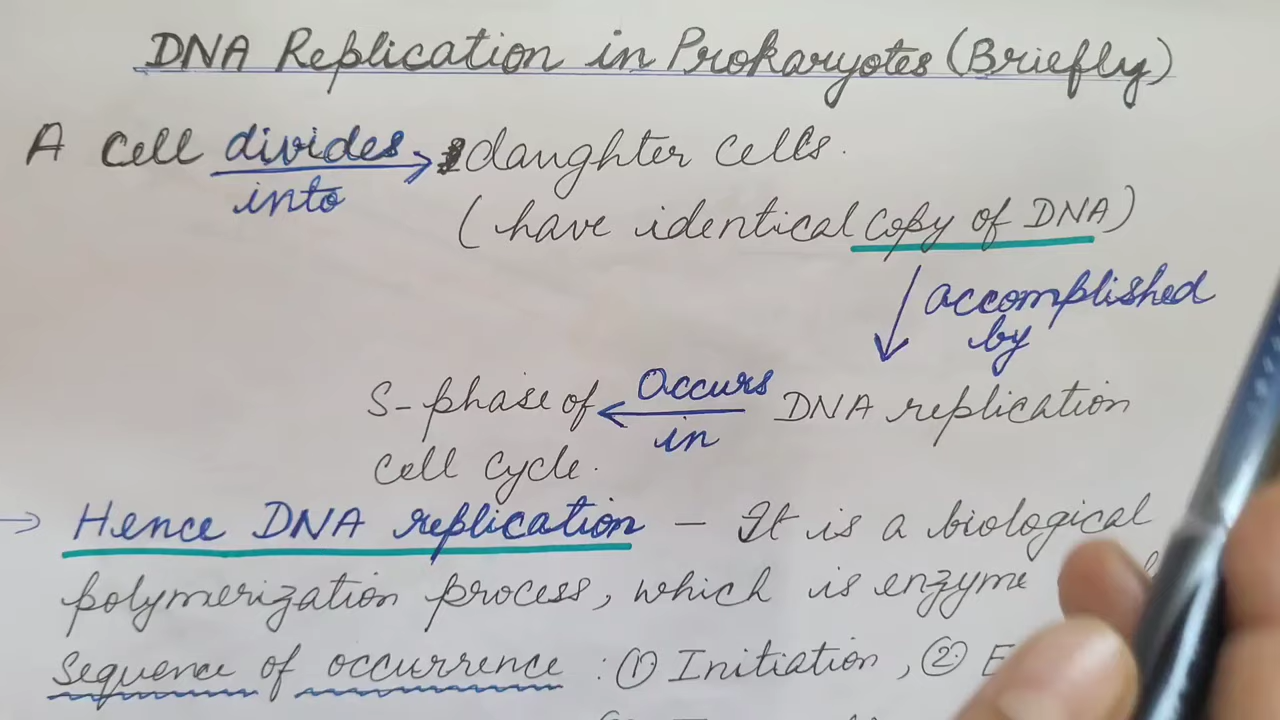 DNA Replication in Prokaryotes (Briefly)
A cell divides into → 2 daughter cells.
(have identical copy of DNA)
↓ accomplished by
S-phase of cell cycle. ← Occurs in DNA replication
→ Hence DNA replication - It is a biological
polymerization process, which is enzyme
Sequence of occurrence : ① Initiation, ② E